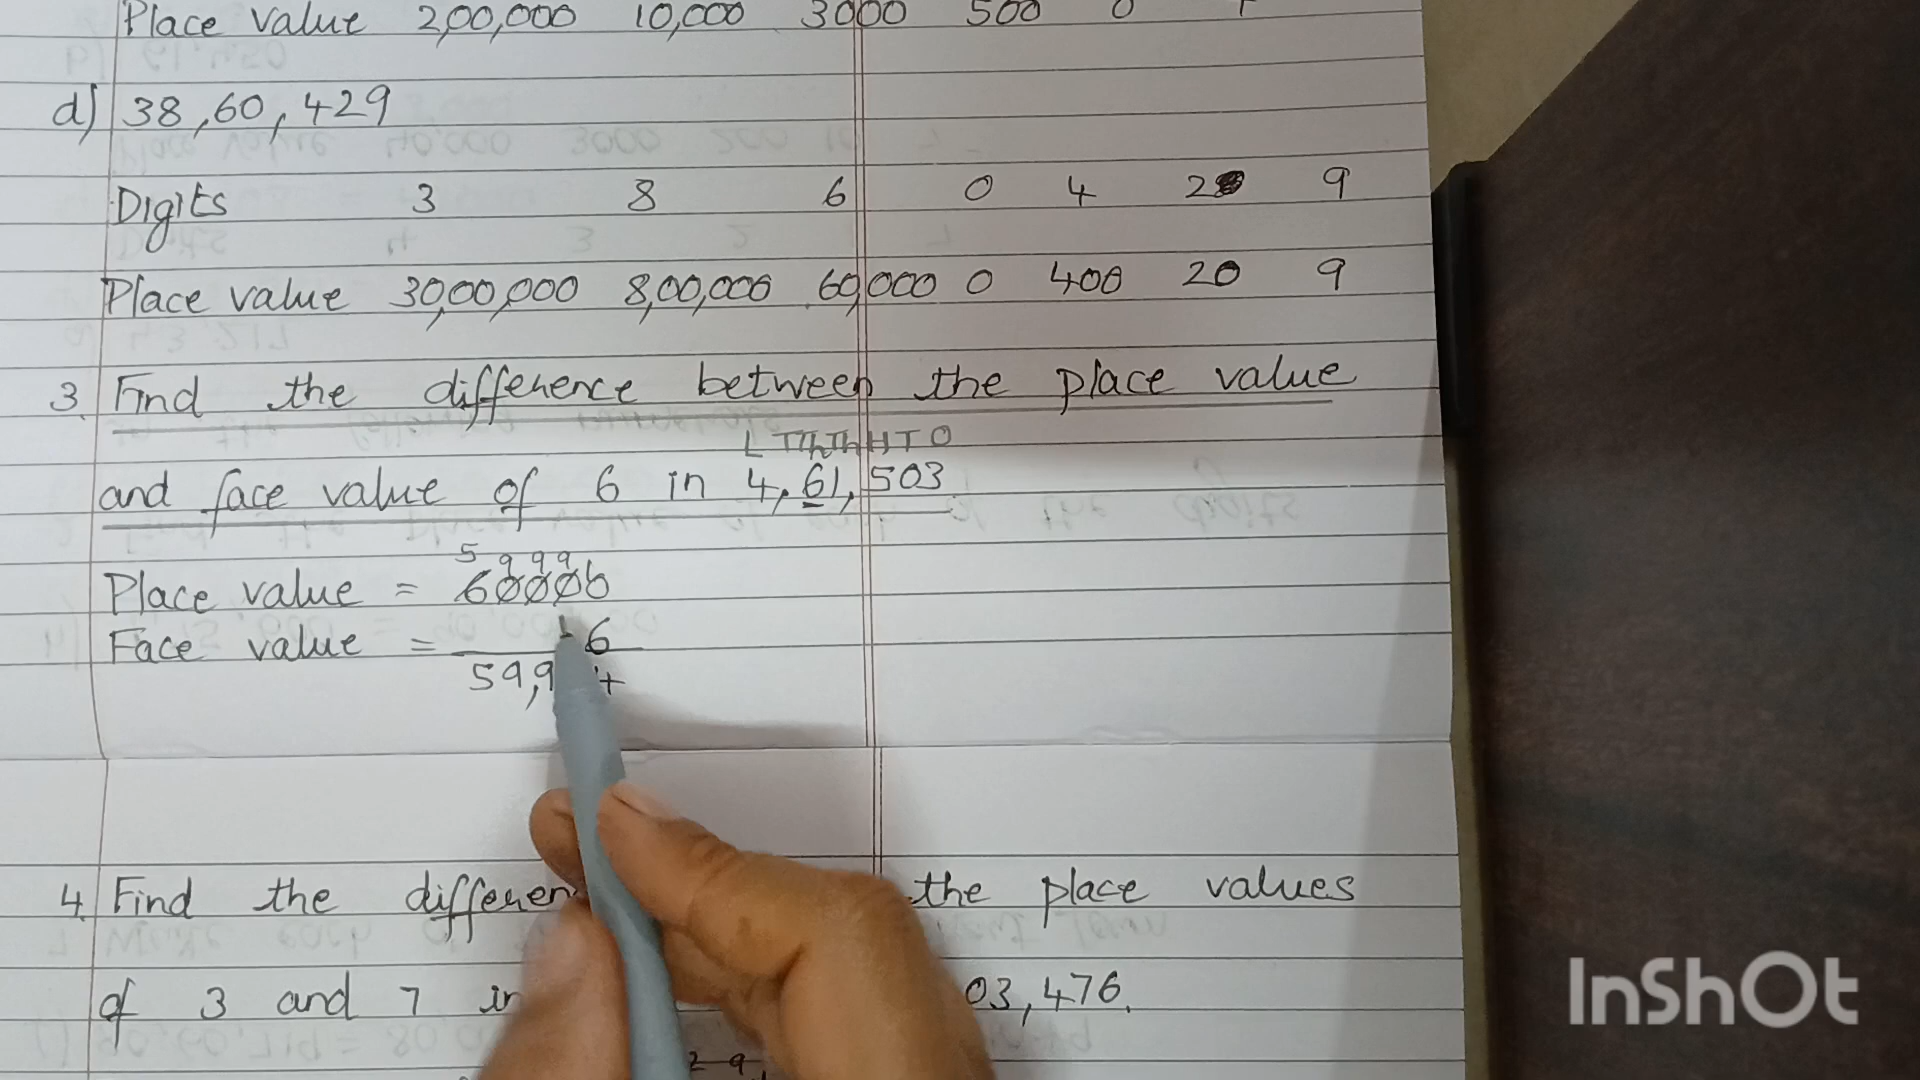 Place value 2,00,000 10,000 3000 500 0
d) 38,60,429
Digits 3 8 6 0 4 2 9
Place value 30,00,000 8,00,000 60,000 0 400 20 9
3. Find the difference between the place value
L TTh Th H T O
and face value of 6 in 4,61,503
5 9 9 9
Place value = 60000
Face value = - 6
59,9
4. Find the the place values
of 3 and 7 in 03,476.
InShOt